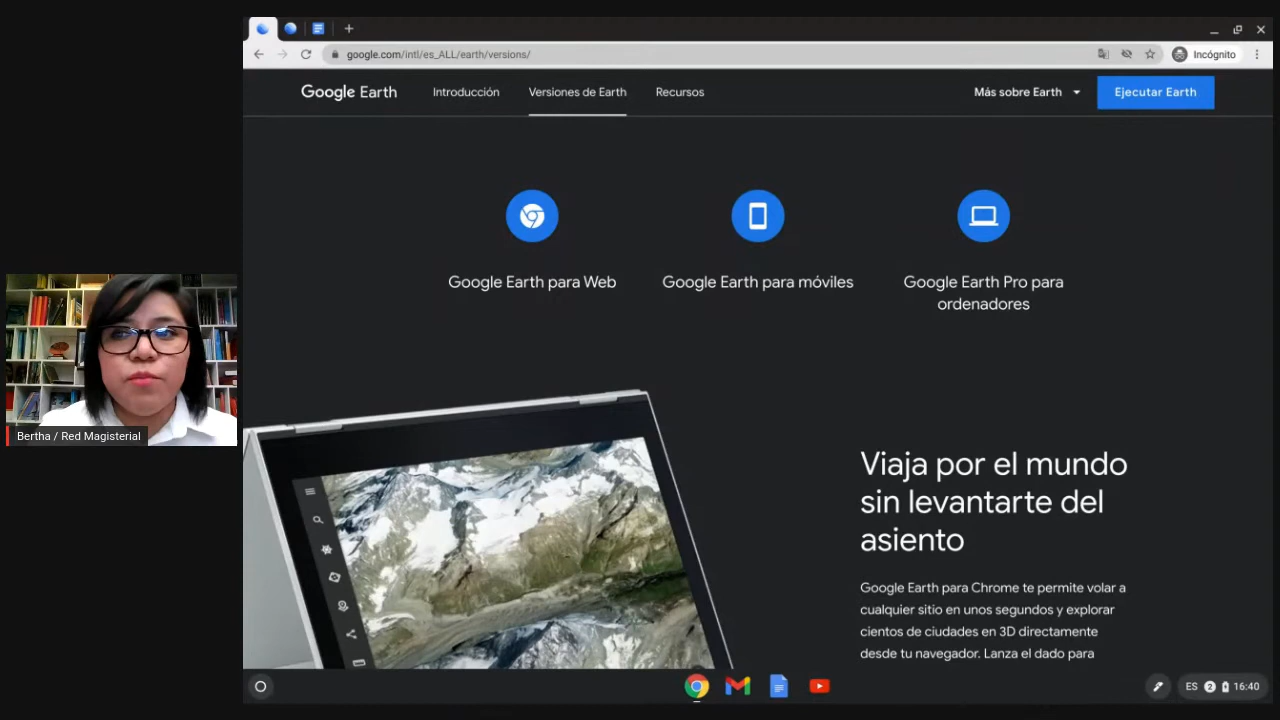 google.com/intl/es_ALL/earth/versions/
Incógnito
Google Earth
Introducción
Versiones de Earth
Recursos
Más sobre Earth
Ejecutar Earth
Google Earth para Web
Google Earth para móviles
Google Earth Pro para
ordenadores
Bertha / Red Magisterial
Viaja por el mundo
sin levantarte del
asiento
Google Earth para Chrome te permite volar a
cualquier sitio en unos segundos y explorar
cientos de ciudades en 3D directamente
desde tu navegador. Lanza el dado para
ES 2 16:40